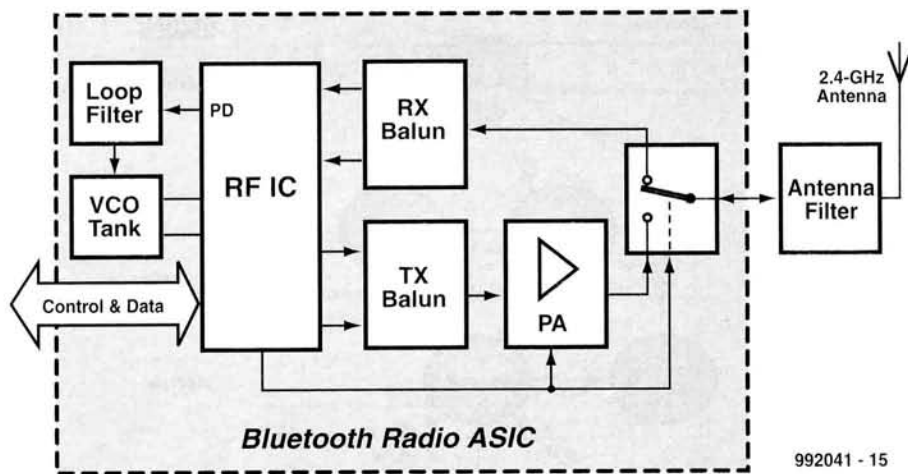 2.4-GHz
Antenna
Loop
Filter
PD
RF IC
RX
Balun
VCO
Tank
Antenna
Filter
Control & Data
TX
Balun
PA
Bluetooth Radio ASIC
992041 - 15